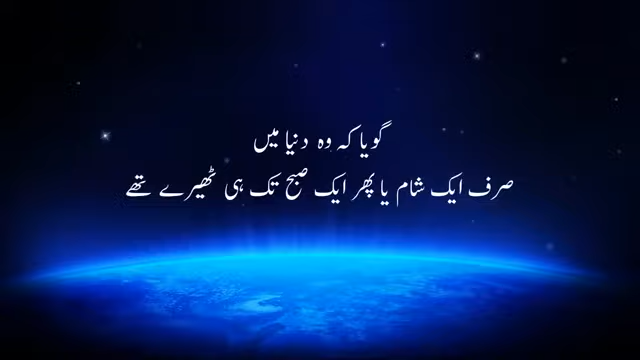 گویا کہ وہ دنیا میں
صرف ایک شام یا پھر ایک صبح تک ہی ٹھیرے تھے